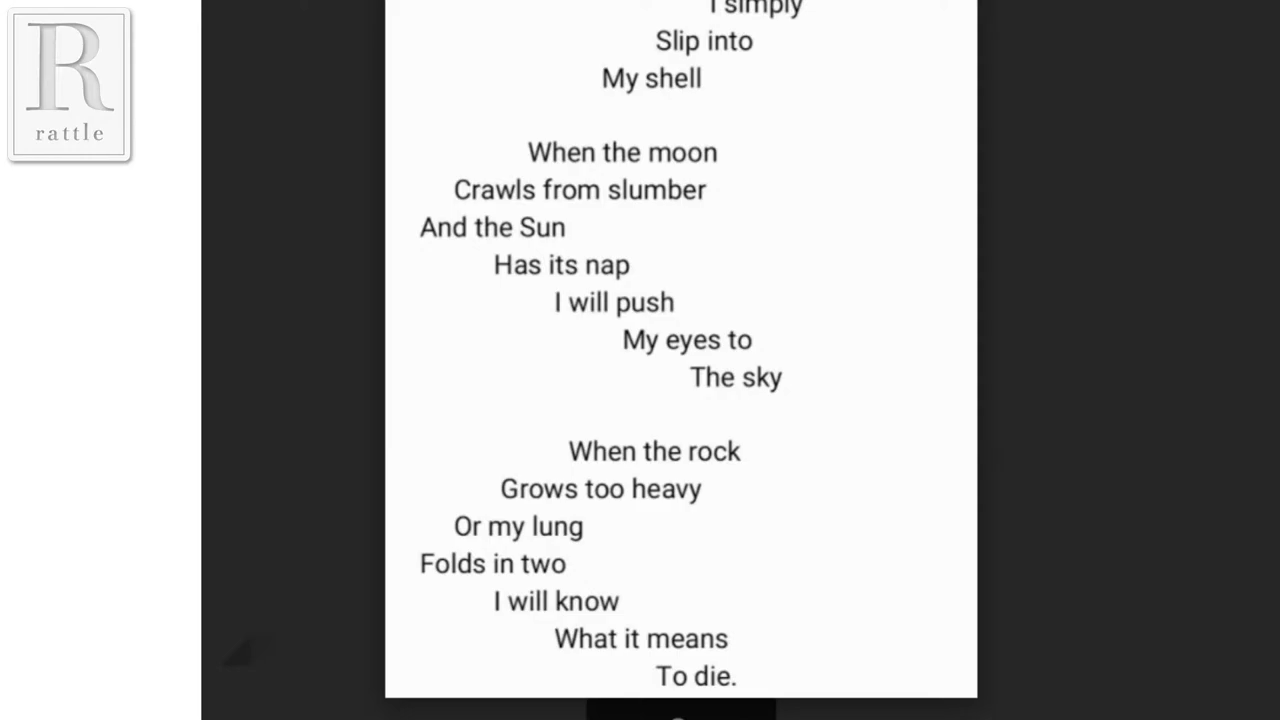 R
rattle
I simply
Slip into
My shell
When the moon
Crawls from slumber
And the Sun
Has its nap
I will push
My eyes to
The sky
When the rock
Grows too heavy
Or my lung
Folds in two
I will know
What it means
To die.